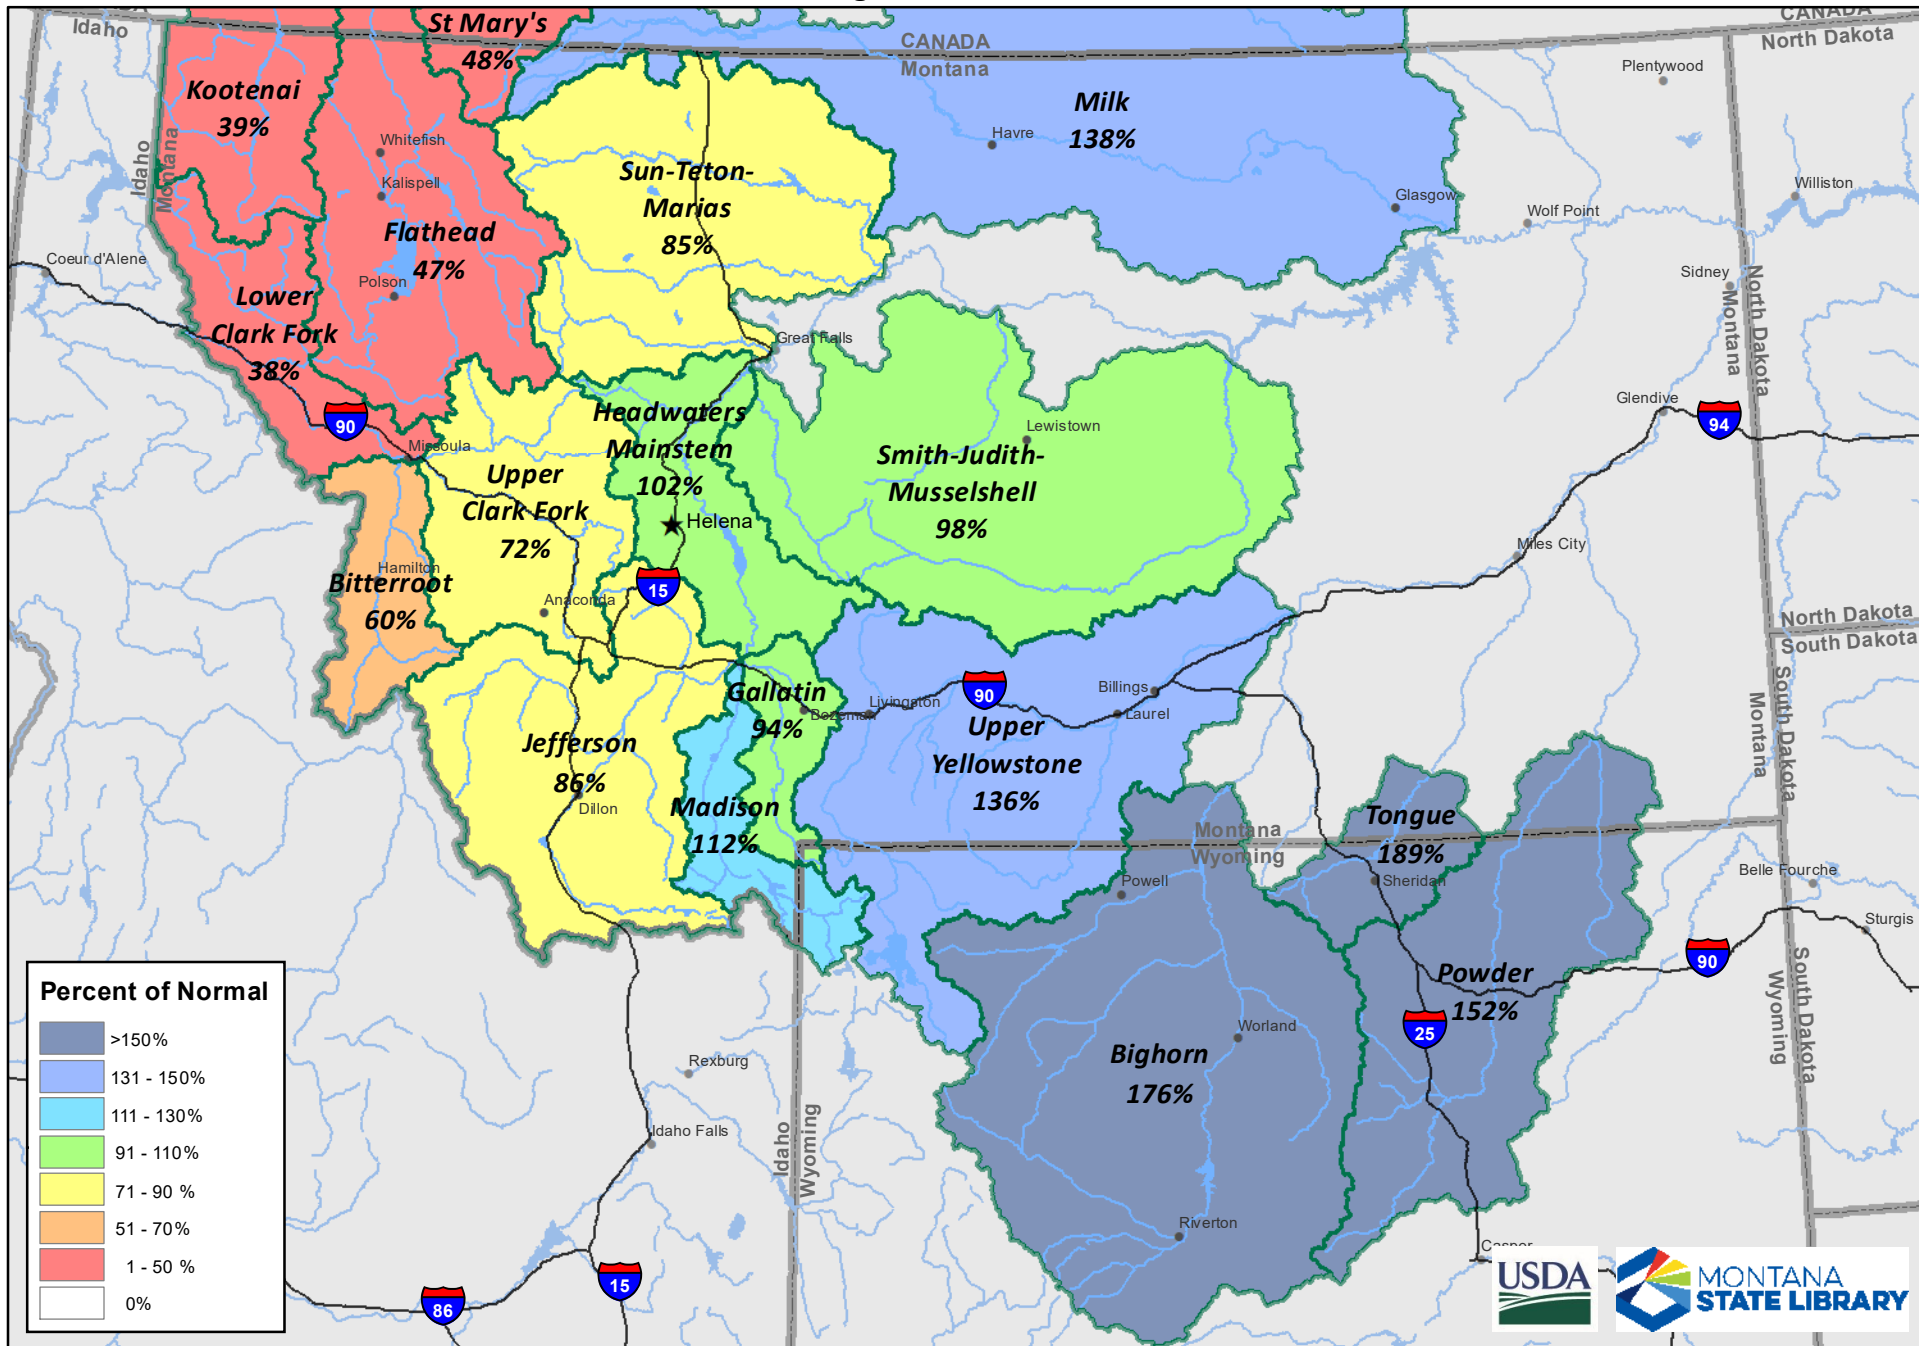 Idaho
St Mary's
48%
CANADA
Montana
CANADA
North Dakota
Plentywood
Kootenai
39%
Milk
138%
Havre
Whitefish
Idaho
Montana
Sun-Teton-
Marias
85%
Kalispell
Glasgow
Wolf Point
Williston
Flathead
47%
Coeur d'Alene
Polson
Sidney
North Dakota
Montana
Lower
Clark Fork
38%
Great Falls
90
Glendive
94
Headwaters
Mainstem
102%
Lewistown
Missoula
Smith-Judith-
Musselshell
98%
Upper
Clark Fork
72%
Helena
Miles City
Hamilton
Bitterroot
60%
15
Anaconda
North Dakota
South Dakota
Gallatin
94%
Bozeman
Livingston
90
Billings
Laurel
South Dakota
Montana
Jefferson
86%
Dillon
Upper
Yellowstone
136%
Madison
112%
Tongue
189%
Montana
Wyoming
Powell
Sheridan
Belle Fourche
Sturgis
90
Powder
152%
25
South Dakota
Wyoming
Worland
Bighorn
176%
Rexburg
Idaho Falls
Idaho
Wyoming
Riverton
Casper
15
86
Percent of Normal
>150%
131 - 150%
111 - 130%
91 - 110%
71 - 90 %
51 - 70%
1 - 50 %
0%
USDA
MONTANA
STATE LIBRARY